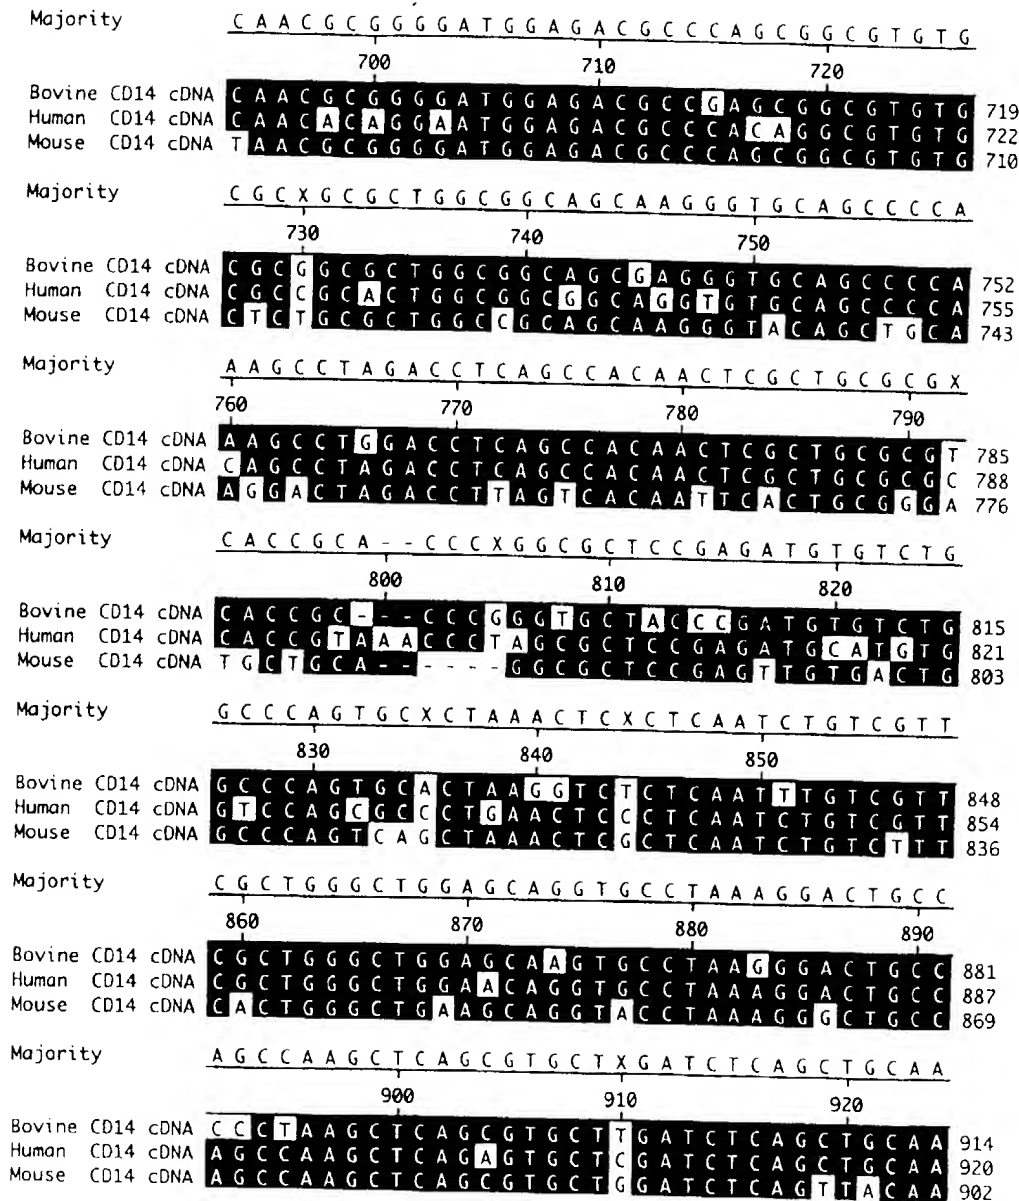 Majority C A A C G C G G G G A T G G A G A C G C C C A G C G G C G T G T G
700 710 720
Bovine CD14 cDNA C A A C G C G G G G A T G G A G A C G C C G A G C G G C G T G T G 719
Human CD14 cDNA C A A C A C A G G A A T G G A G A C G C C C A C A G G C G T G T G 722
Mouse CD14 cDNA T A A C G C G G G G A T G G A G A C G C C C A G C G G C G T G T G 710
Majority C G C X G C G C T G G C G G C A G C A A G G G T G C A G C C C C A
730 740 750
Bovine CD14 cDNA C G C G G C G C T G G C G G C A G C G A G G G T G C A G C C C C A 752
Human CD14 cDNA C G C C G C A C T G G C G G C G G C A G G T G T G C A G C C C C A 755
Mouse CD14 cDNA C T C T G C G C T G G C C G C A G C A A G G G T A C A G C T G C A 743
Majority A A G C C T A G A C C T C A G C C A C A A C T C G C T G C G C G X
760 770 780 790
Bovine CD14 cDNA A A G C C T G G A C C T C A G C C A C A A C T C G C T G C G C G T 785
Human CD14 cDNA C A G C C T A G A C C T C A G C C A C A A C T C G C T G C G C G C 788
Mouse CD14 cDNA A G G A C T A G A C C T T A G T C A C A A T T C A C T G C G G G A 776
Majority C A C C G C A - - C C C X G G C G C T C C G A G A T G T G T C T G
800 810 820
Bovine CD14 cDNA C A C C G C - - - C C C G G G T G C T A C C C G A T G T G T C T G 815
Human CD14 cDNA C A C C G T A A A C C C T A G C G C T C C G A G A T G C A T G T G 821
Mouse CD14 cDNA T G C T G C A - - - - - - G G C G C T C C G A G T T G T G A C T G 803
Majority G C C C A G T G C X C T A A A C T C X C T C A A T C T G T C G T T
830 840 850
Bovine CD14 cDNA G C C C A G T G C A C T A A G G T C T C T C A A T T T G T C G T T 848
Human CD14 cDNA G T C C A G C G C C C T G A A C T C C C T C A A T C T G T C G T T 854
Mouse CD14 cDNA G C C C A G T C A G C T A A A C T C G C T C A A T C T G T C T T T 836
Majority C G C T G G G C T G G A G C A G G T G C C T A A A G G A C T G C C
860 870 880 890
Bovine CD14 cDNA C G C T G G G C T G G A G C A A G T G C C T A A G G G A C T G C C 881
Human CD14 cDNA C G C T G G G C T G G A A C A G G T G C C T A A A G G A C T G C C 887
Mouse CD14 cDNA C A C T G G G C T G A A G C A G G T A C C T A A A G G G C T G C C 869
Majority A G C C A A G C T C A G C G T G C T X G A T C T C A G C T G C A A
900 910 920
Bovine CD14 cDNA C C C T A A G C T C A G C G T G C T T G A T C T C A G C T G C A A 914
Human CD14 cDNA A G C C A A G C T C A G A G T G C T C G A T C T C A G C T G C A A 920
Mouse CD14 cDNA A G C C A A G C T C A G C G T G C T G G A T C T C A G T T A C A A 902